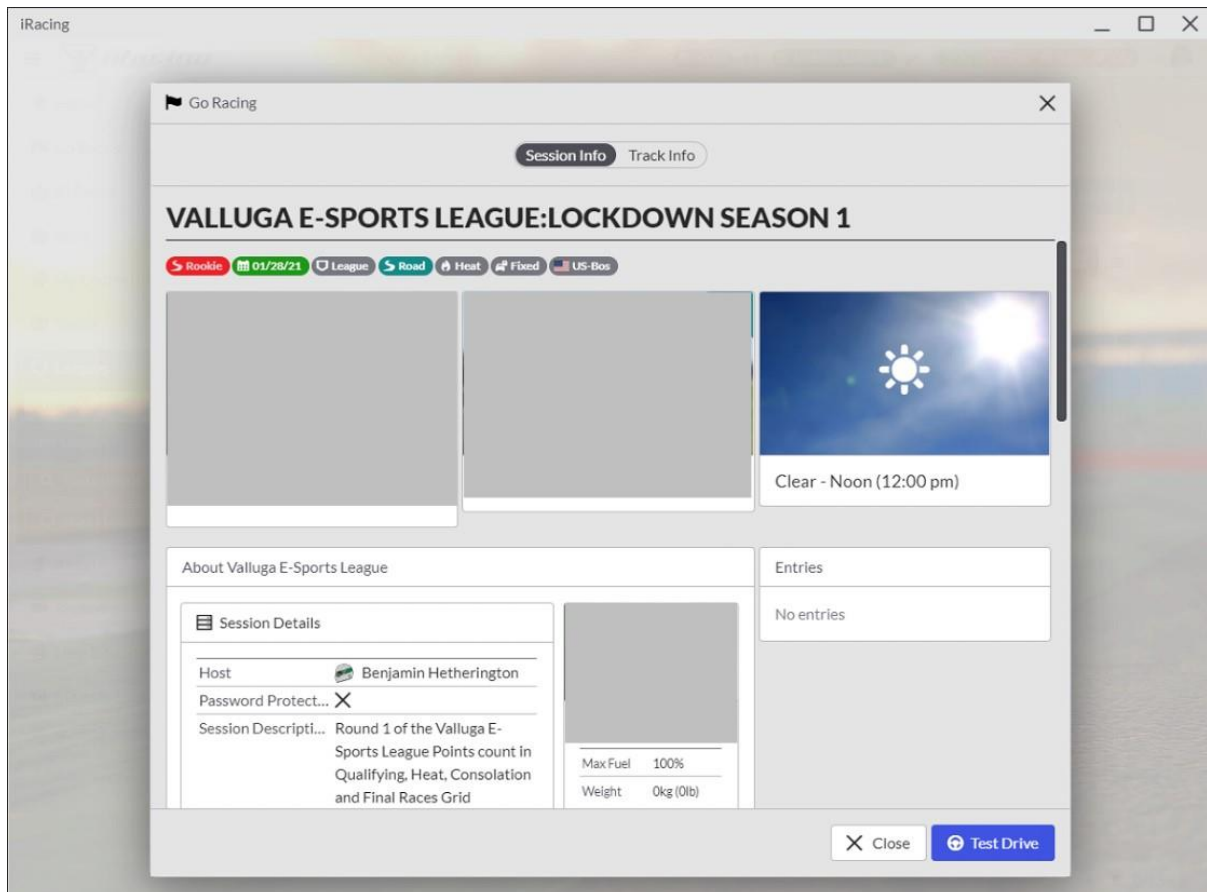 iRacing
Go Racing
Session Info Track Info
VALLUGA E-SPORTS LEAGUE:LOCKDOWN SEASON 1
Rookie 01/28/21 League Road Heat Fixed US-Bos
Clear - Noon (12:00 pm)
About Valluga E-Sports League
Entries
Session Details
No entries
Host Benjamin Hetherington
Password Protect...
Session Descripti... Round 1 of the Valluga E-
Sports League Points count in
Qualifying, Heat, Consolation
and Final Races Grid
Max Fuel 100%
Weight 0kg (0lb)
Close Test Drive